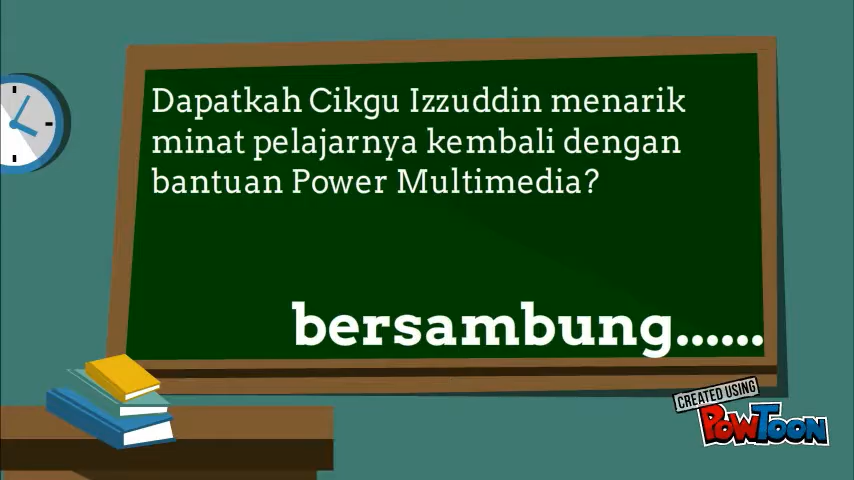 Dapatkah Cikgu Izzuddin menarik
minat pelajarnya kembali dengan
bantuan Power Multimedia?
bersambung......
CREATED USING
POWTOON